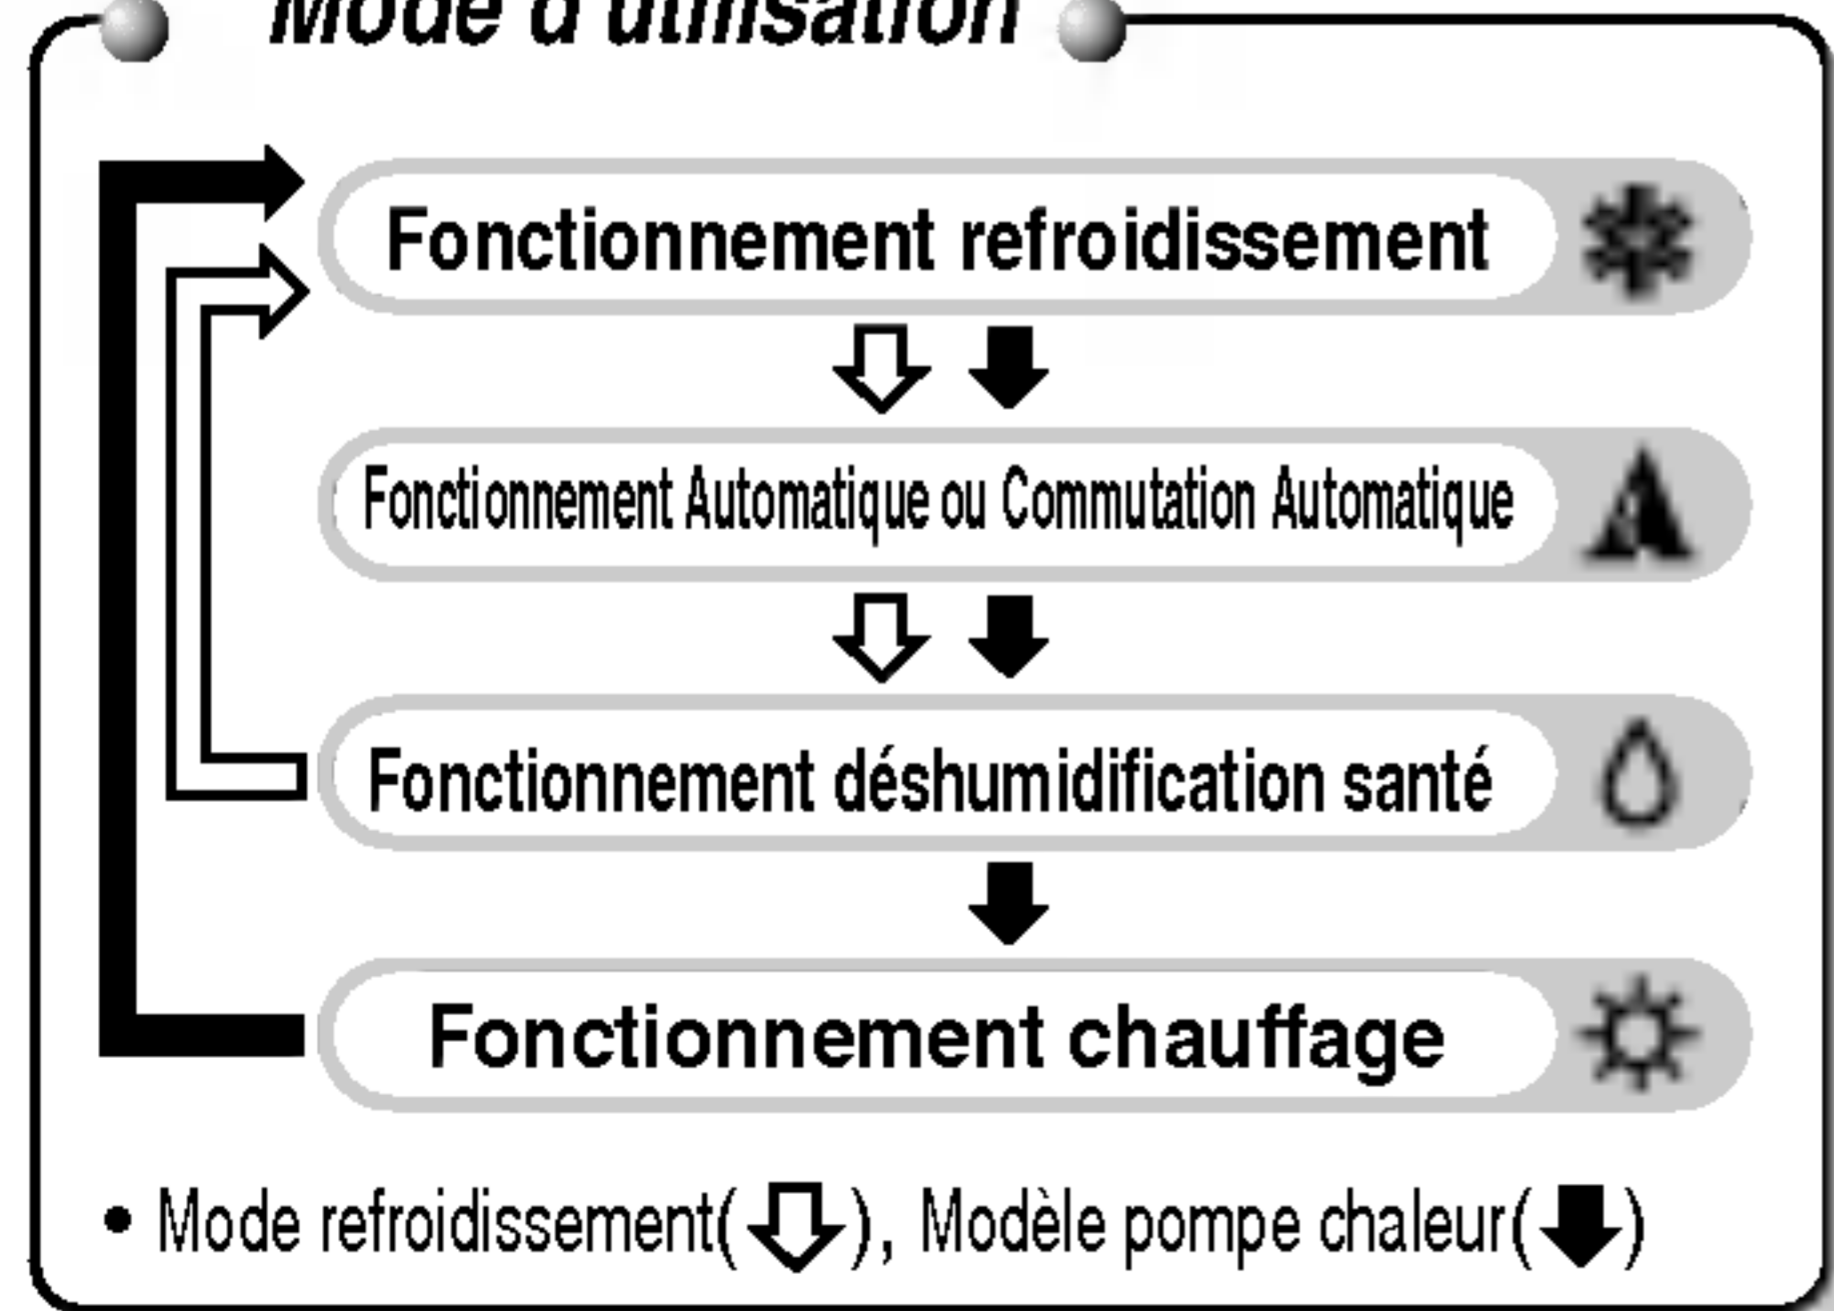 Mode d'utilisation
Fonctionnement refroidissement
Fonctionnement Automatique ou Commutation Automatique
Fonctionnement déshumidification santé
Fonctionnement chauffage
• Mode refroidissement( ), Modèle pompe chaleur( )